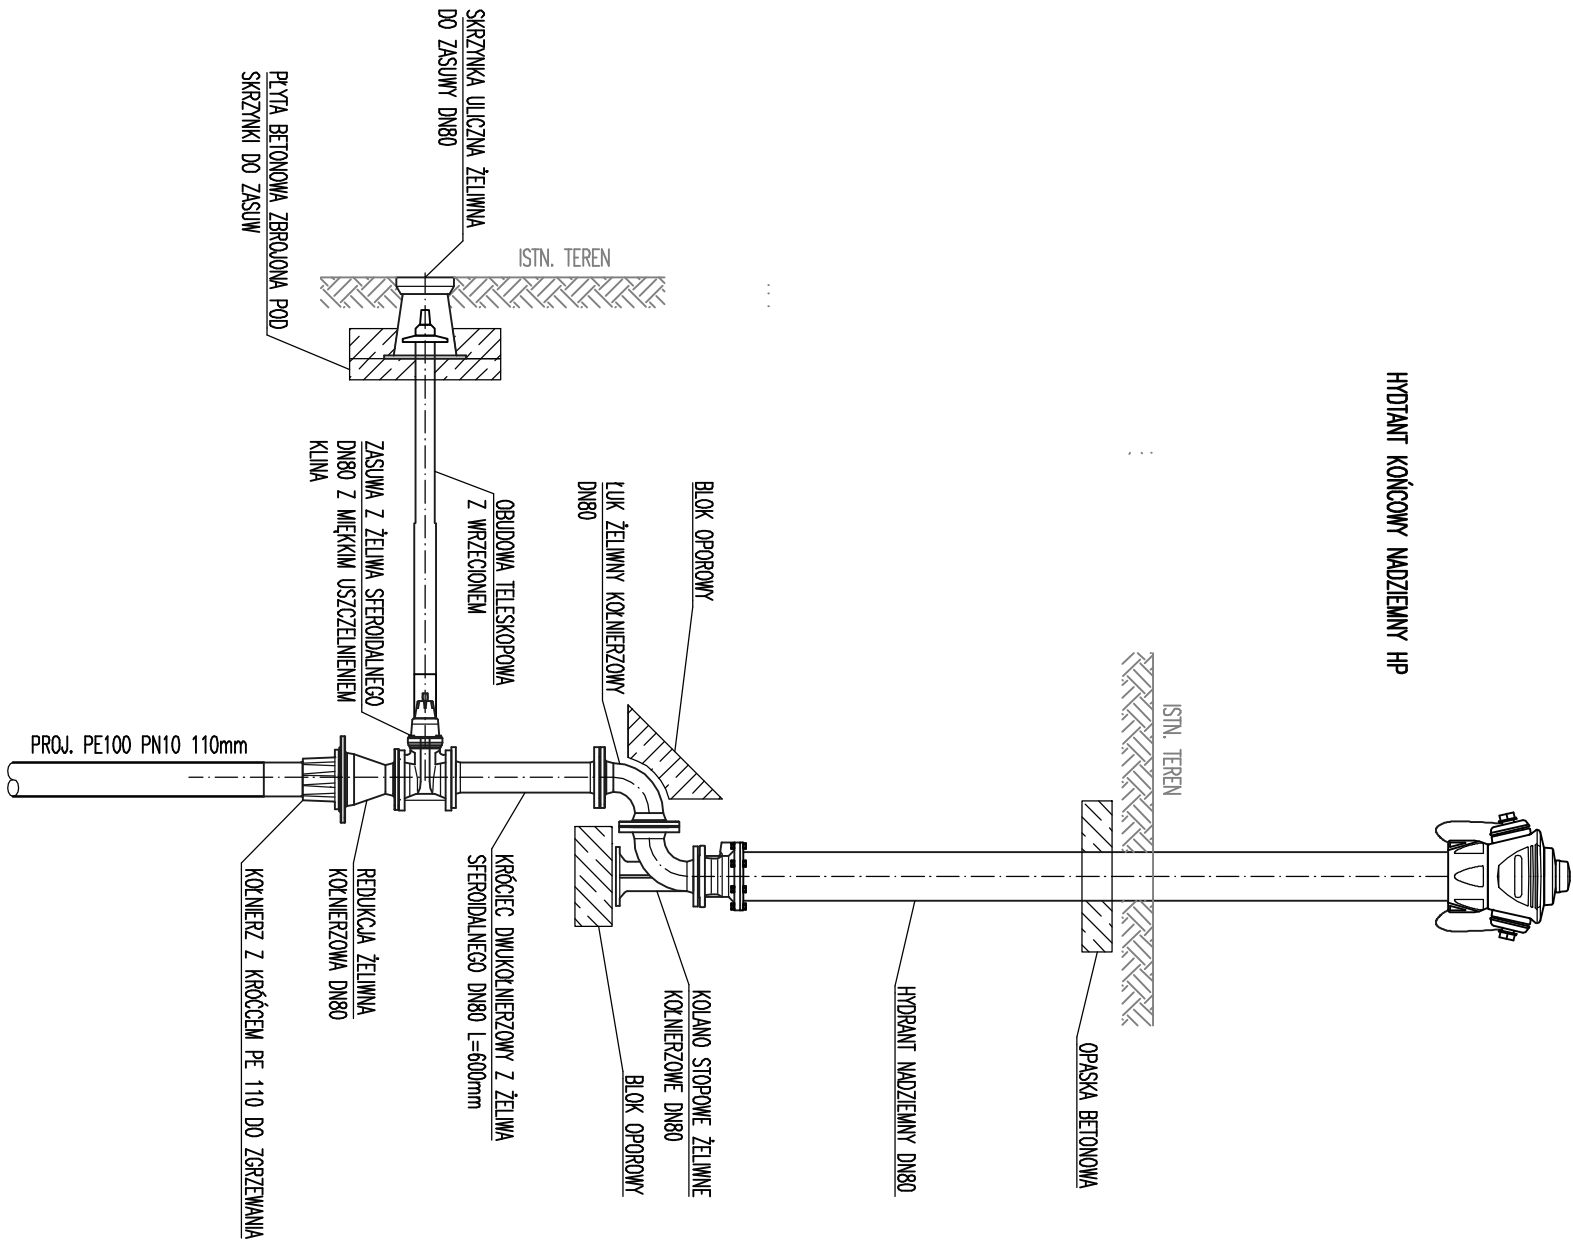 HYDTANT KOŃCOWY NADZIEMNY HP
SKRZYNKA ULICZNA ŻELIWNA
DO ZASUWY DN80
PŁYTA BETONOWA ZBROJONA POD
SKRZYNKI DO ZASUW
ISTN. TEREN
ZASUWA Z ŻELIWA SFEROIDALNEGO
DN80 Z MIĘKKIM USZCZELNIENIEM
KLINA
OBUDOWA TELESKOPOWA
Z WRZECIONEM
ŁUK ŻELIWNY KOŁNIERZOWY
DN80
BLOK OPOROWY
ISTN. TEREN
PROJ. PE100 PN10 110mm
KOŁNIERZ Z KRÓĆCEM PE 110 DO ZGRZEWANIA
REDUKCJA ŻELIWNA
KOŁNIERZOWA DN80
KRÓCIEC DWUKOŁNIERZOWY Z ŻELIWA
SFEROIDALNEGO DN80 L=600mm
BLOK OPOROWY
KOLANO STOPOWE ŻELIWNE
KOŁNIERZOWE DN80
HYDRANT NADZIEMNY DN80
OPASKA BETONOWA